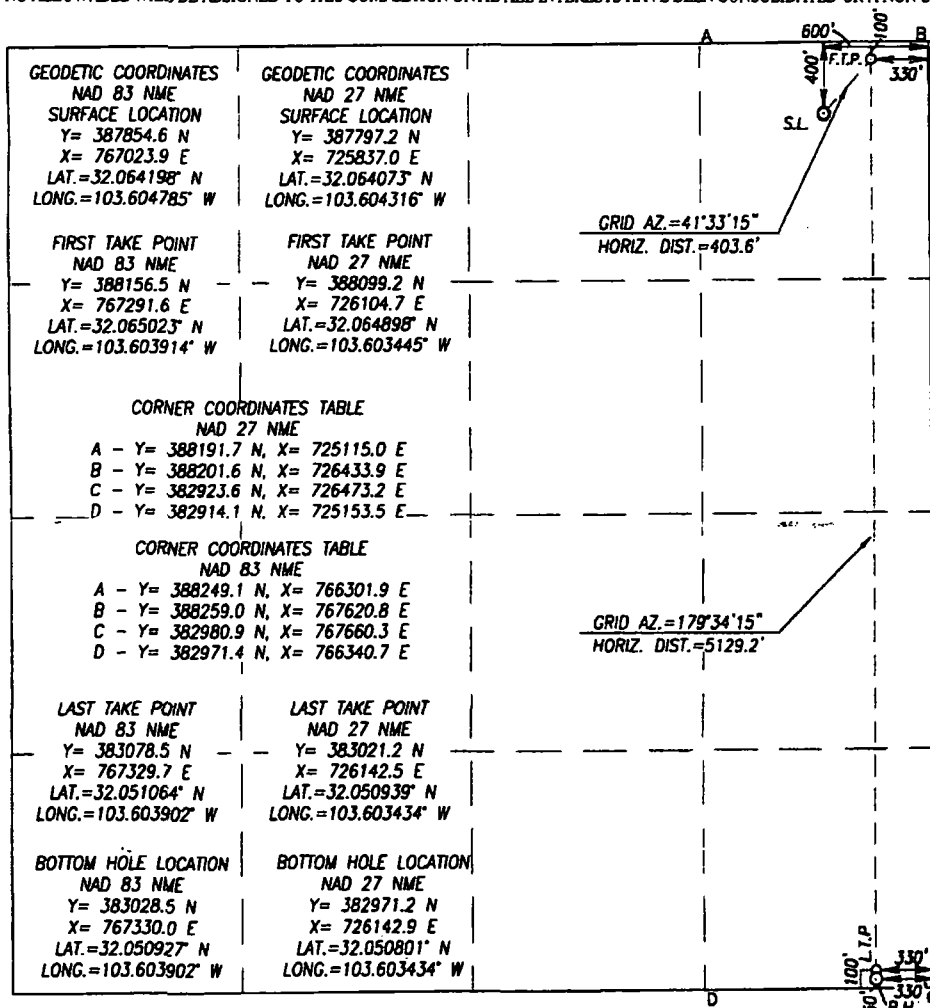 A
600'
100'
B
F.T.P.
330'
400'
S.L.
GEODETIC COORDINATES
NAD 83 NME
SURFACE LOCATION
Y= 387854.6 N
X= 767023.9 E
LAT.=32.064198° N
LONG.=103.604785° W
GEODETIC COORDINATES
NAD 27 NME
SURFACE LOCATION
Y= 387797.2 N
X= 725837.0 E
LAT.=32.064073° N
LONG.=103.604316° W
GRID AZ.=41°33'15"
HORIZ. DIST.=403.6'
FIRST TAKE POINT
NAD 83 NME
Y= 388156.5 N
X= 767291.6 E
LAT.=32.065023° N
LONG.=103.603914° W
FIRST TAKE POINT
NAD 27 NME
Y= 388099.2 N
X= 726104.7 E
LAT.=32.064898° N
LONG.=103.603445° W
CORNER COORDINATES TABLE
NAD 27 NME
A - Y= 388191.7 N, X= 725115.0 E
B - Y= 388201.6 N, X= 726433.9 E
C - Y= 382923.6 N, X= 726473.2 E
D - Y= 382914.1 N, X= 725153.5 E
CORNER COORDINATES TABLE
NAD 83 NME
A - Y= 388249.1 N, X= 766301.9 E
B - Y= 388259.0 N, X= 767620.8 E
C - Y= 382980.9 N, X= 767660.3 E
D - Y= 382971.4 N, X= 766340.7 E
GRID AZ.=179°34'15"
HORIZ. DIST.=5129.2'
LAST TAKE POINT
NAD 83 NME
Y= 383078.5 N
X= 767329.7 E
LAT.=32.051064° N
LONG.=103.603902° W
LAST TAKE POINT
NAD 27 NME
Y= 383021.2 N
X= 726142.5 E
LAT.=32.050939° N
LONG.=103.603434° W
BOTTOM HOLE LOCATION
NAD 83 NME
Y= 383028.5 N
X= 767330.0 E
LAT.=32.050927° N
LONG.=103.603902° W
BOTTOM HOLE LOCATION
NAD 27 NME
Y= 382971.2 N
X= 726142.9 E
LAT.=32.050801° N
LONG.=103.603434° W
L.T.P
100'
330'
330'
D